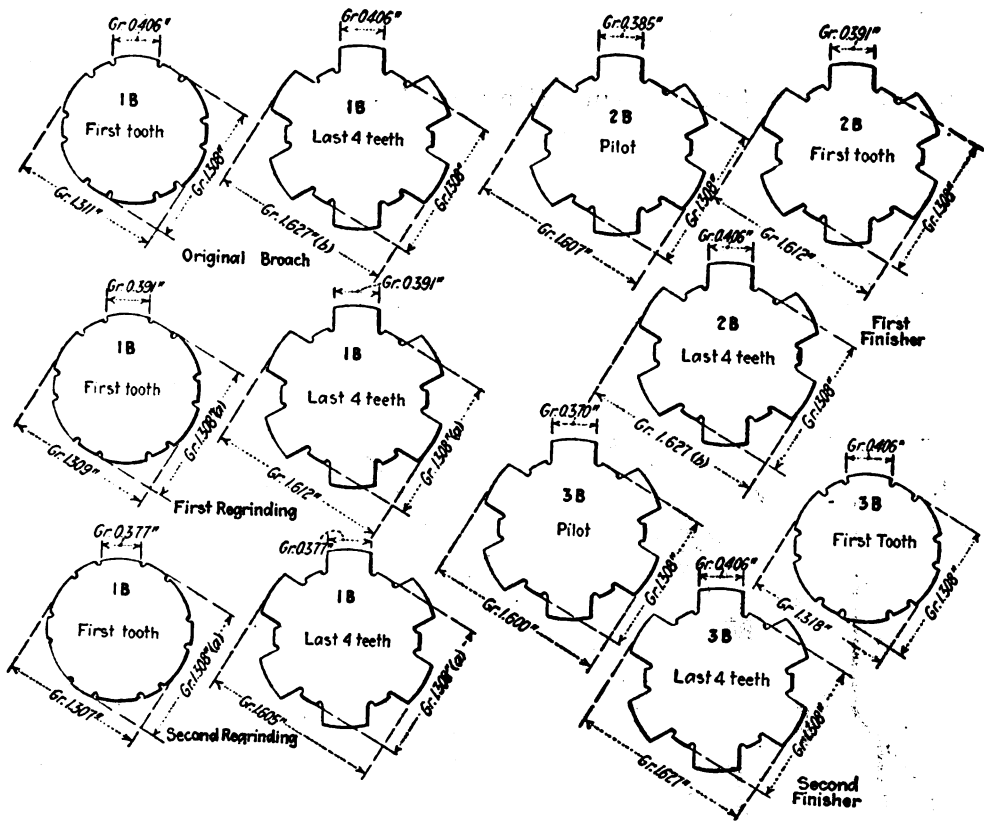 Gr.0.406"
1B
First tooth
Gr.1.311"
Gr.1.308"
Gr.0.406"
1B
Last 4 teeth
Gr.1.627"(b)
Gr.1.308"
Original Broach
Gr.0.385"
2B
Pilot
Gr.1.607"
Gr.1.308"
Gr.0.391"
2B
First tooth
Gr.1.612"
Gr.1.308"
Gr.0.406"
2B
Last 4 teeth
Gr.1.627(b)
Gr.1.308"
First
Finisher
Gr.0.391"
1B
First tooth
Gr.1.309"
Gr.1.308"(a)
Gr.0.391"
1B
Last 4 teeth
Gr.1.612"
Gr.1.308"(a)
First Regrinding
Gr.0.370"
3B
Pilot
Gr.1.600"
Gr.1.308"
Gr.0.406"
3B
First Tooth
Gr.1.318"
Gr.1.308"
Gr.0.377"
1B
First tooth
Gr.1.307"
Gr.1.308"(a)
Gr.0.377"
1B
Last 4 teeth
Gr.1.605"
Gr.1.308"(a)
Second Regrinding
Gr.0.406"
3B
Last 4 teeth
Gr.1.627"
Gr.1.308"
Second
Finisher